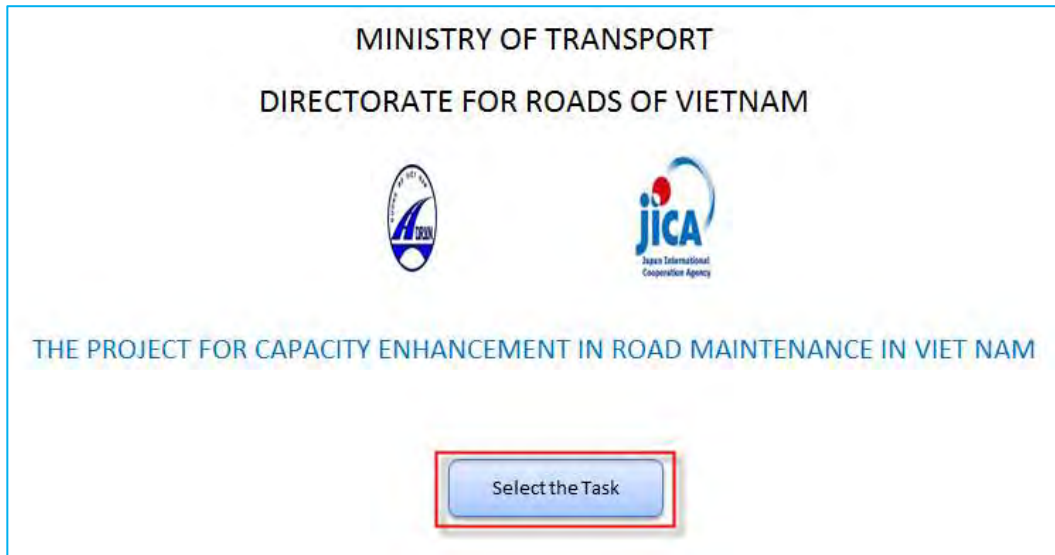 MINISTRY OF TRANSPORT
DIRECTORATE FOR ROADS OF VIETNAM
DRVN
jICA
Japan International
Cooperation Agency
THE PROJECT FOR CAPACITY ENHANCEMENT IN ROAD MAINTENANCE IN VIET NAM
Select the Task